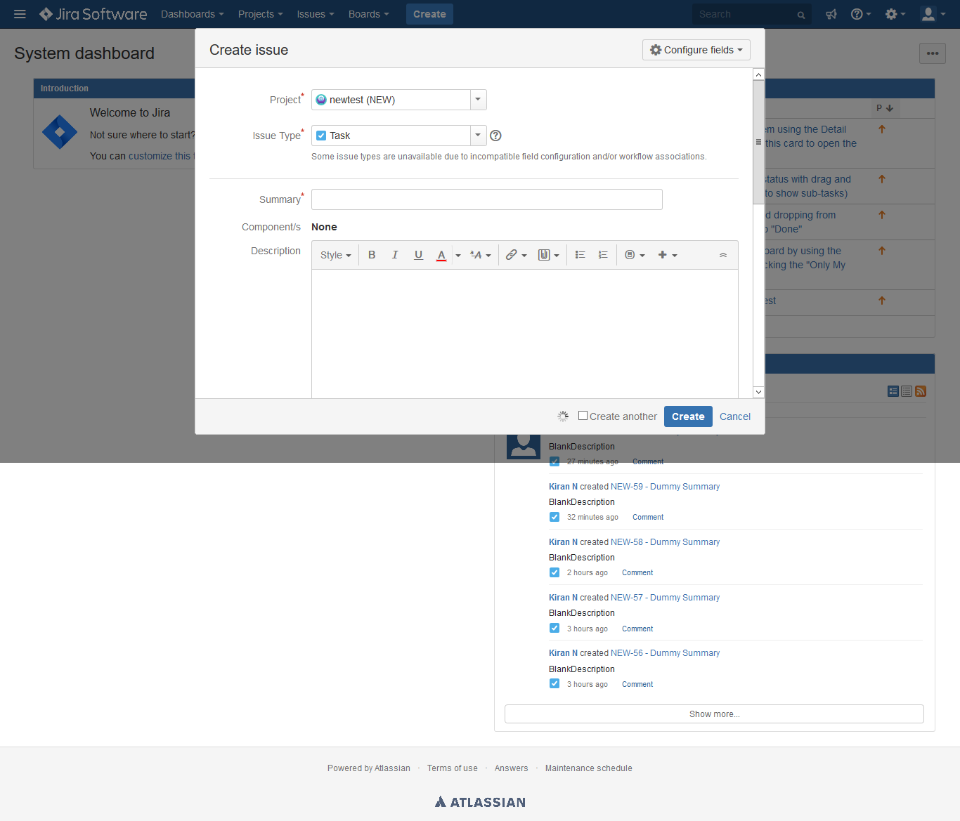 Jira Software Dashboards Projects Issues Boards Create Search
System dashboard
Create issue
Configure fields
Introduction
Welcome to Jira
Not sure where to start?
You can customize this
Project* newtest (NEW)
Issue Type* Task
Some issue types are unavailable due to incompatible field configuration and/or workflow associations.
Summary*
Component/s None
Description
Style B I U A A
Create another Create Cancel
P
using the Detail
this card to open the
status with drag and
to show sub-tasks)
d dropping from
"Done"
board by using the
cking the "Only My
BlankDescription
27 minutes ago Comment
Kiran N created NEW-59 - Dummy Summary
BlankDescription
32 minutes ago Comment
Kiran N created NEW-58 - Dummy Summary
BlankDescription
2 hours ago Comment
Kiran N created NEW-57 - Dummy Summary
BlankDescription
3 hours ago Comment
Kiran N created NEW-56 - Dummy Summary
BlankDescription
3 hours ago Comment
Show more...
Powered by Atlassian · Terms of use · Answers · Maintenance schedule
ATLASSIAN